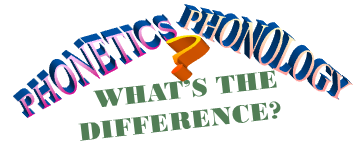 PHONETICS ? PHONOLOGY
WHAT'S THE
DIFFERENCE?